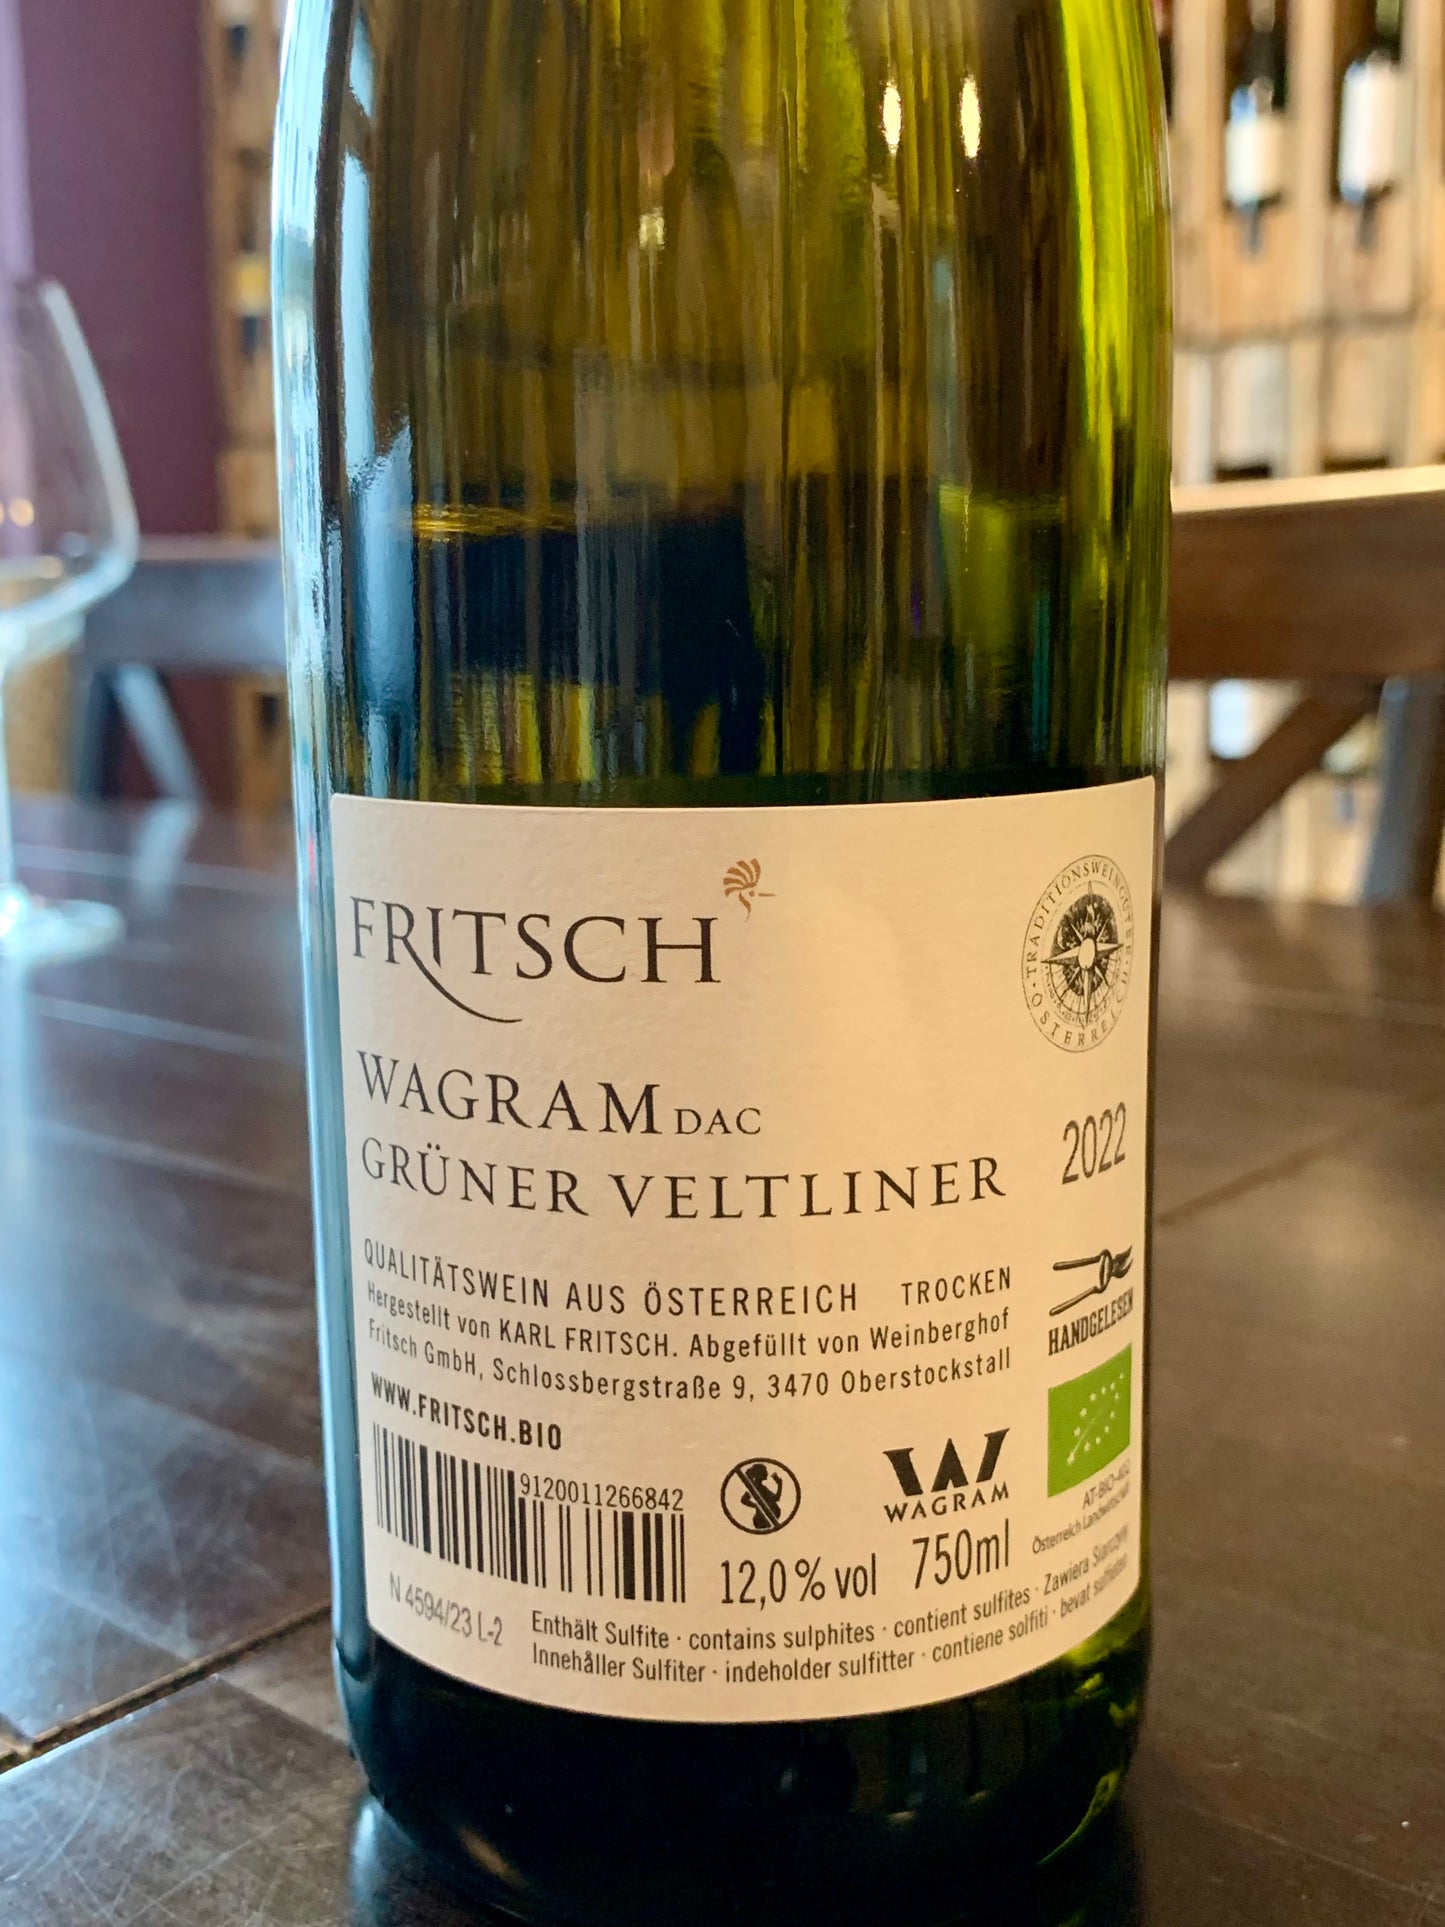 FRITSCH
TRADITIONSWEINGÜTER · ÖSTERREICH ·
WAGRAM DAC
GRÜNER VELTLINER
2022
QUALITÄTSWEIN AUS ÖSTERREICH TROCKEN
Hergestellt von KARL FRITSCH. Abgefüllt von Weinberghof
Fritsch GmbH, Schlossbergstraße 9, 3470 Oberstockstall
WWW.FRITSCH.BIO
HANDGELESEN
9120011266842
WAGRAM
AT-BIO-402
Österreich Landwirtschaft
12,0 % vol 750ml
N 4594/23 L-2
Enthält Sulfite · contains sulphites · contient sulfites · Zawiera Siarczyny
Innehåller Sulfiter · indeholder sulfitter · contiene solfiti · bevat sulfieten